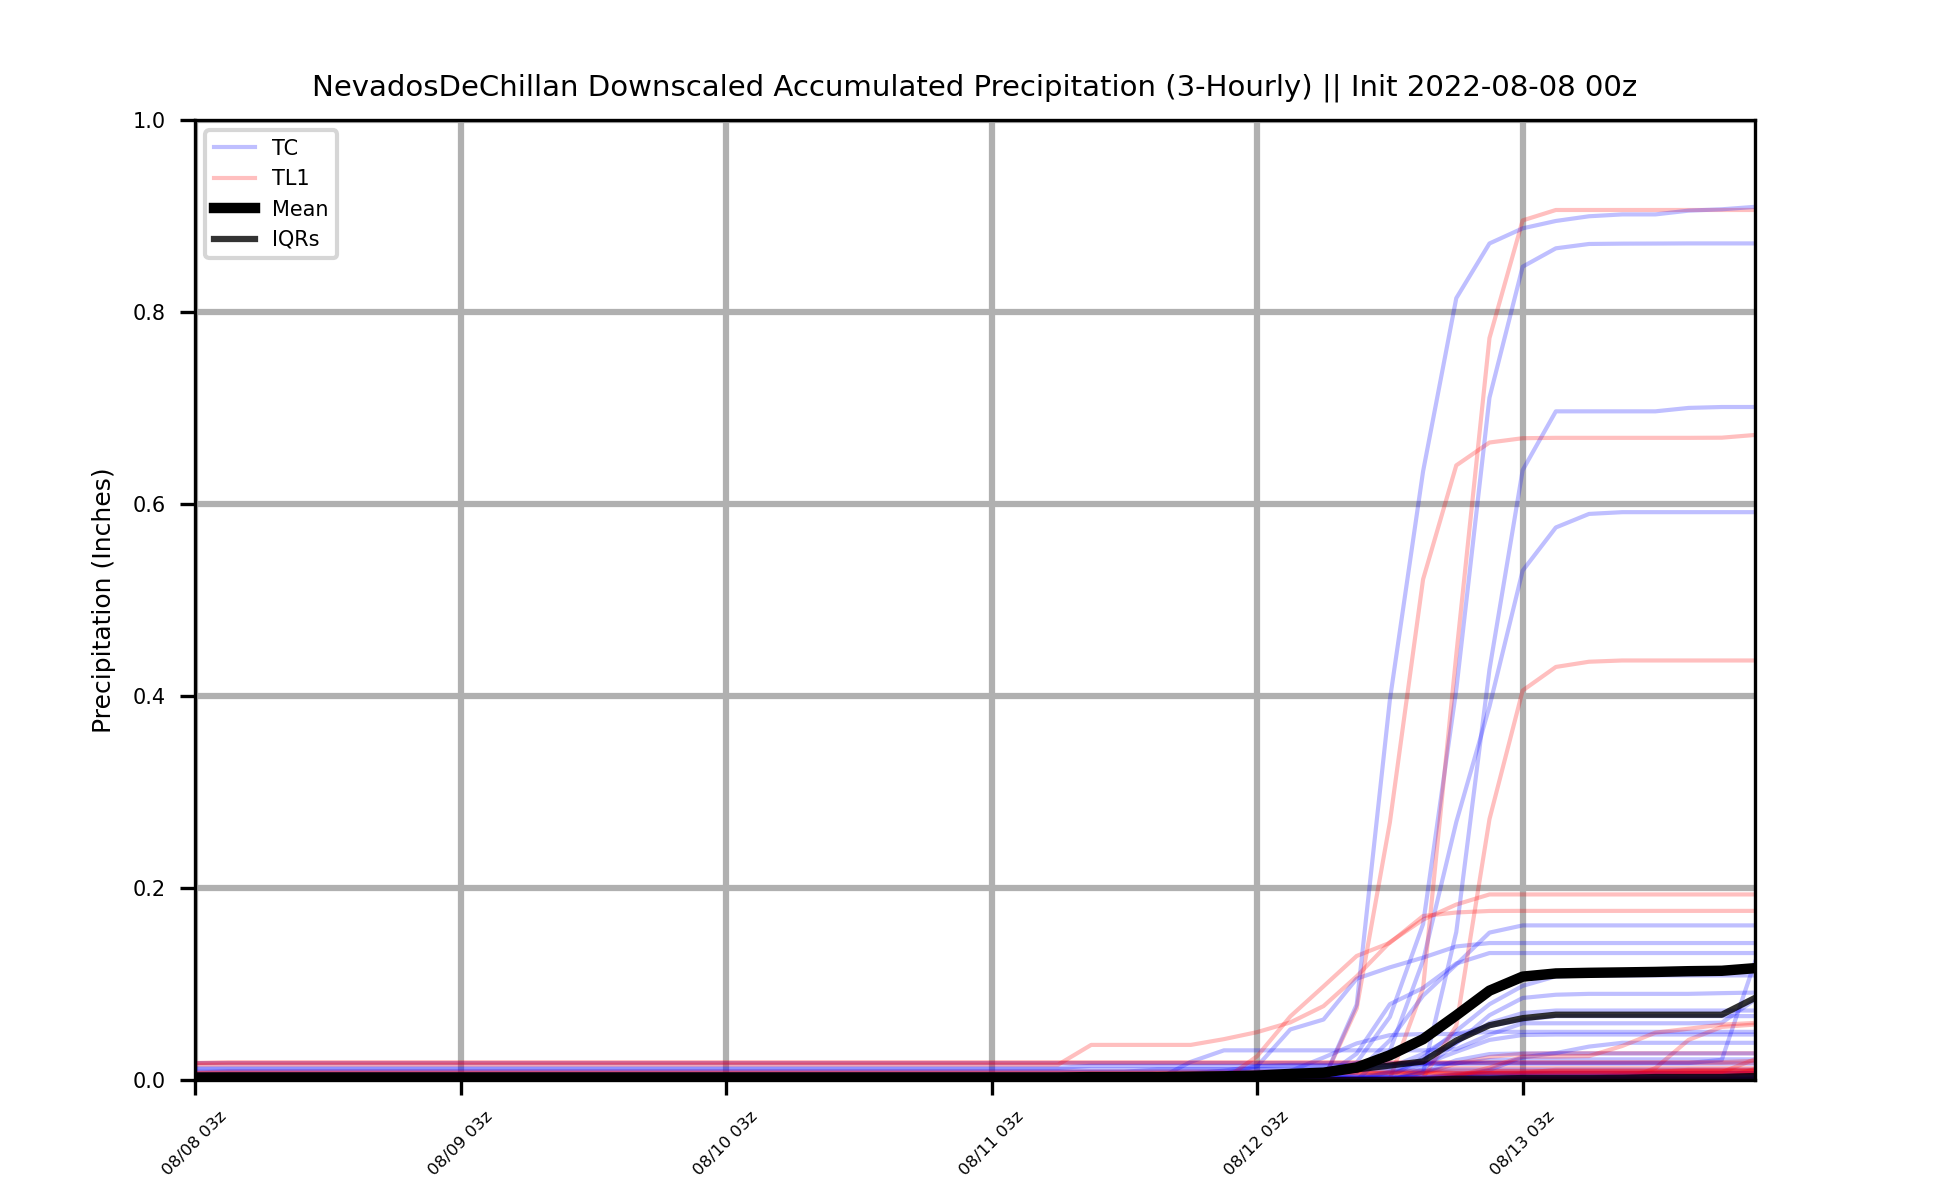 NevadosDeChillan Downscaled Accumulated Precipitation (3-Hourly) || Init 2022-08-08 00z
TC
TL1
Mean
IQRs
Precipitation (Inches)
1.0
0.8
0.6
0.4
0.2
0.0
08/08 03z
08/09 03z
08/10 03z
08/11 03z
08/12 03z
08/13 03z